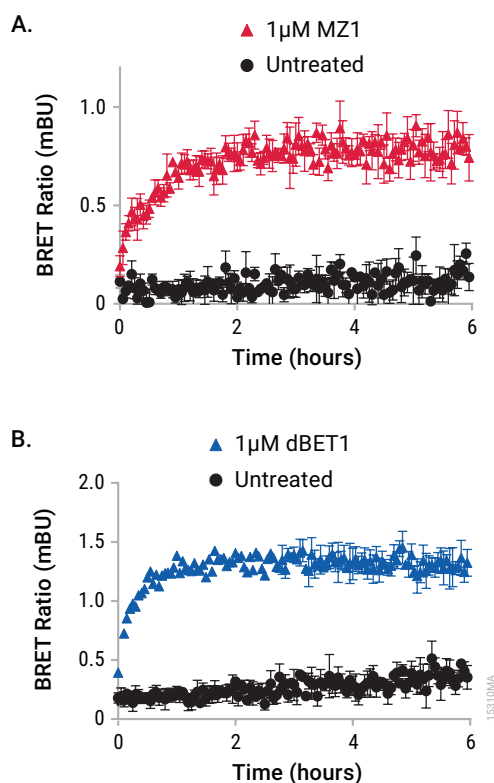 A.
1µM MZ1
Untreated
BRET Ratio (mBU)
1.0
0.5
0
0 2 4 6
Time (hours)
B.
1µM dBET1
Untreated
BRET Ratio (mBU)
2.0
1.5
1.0
0.5
0
0 2 4 6
Time (hours)
15310MA